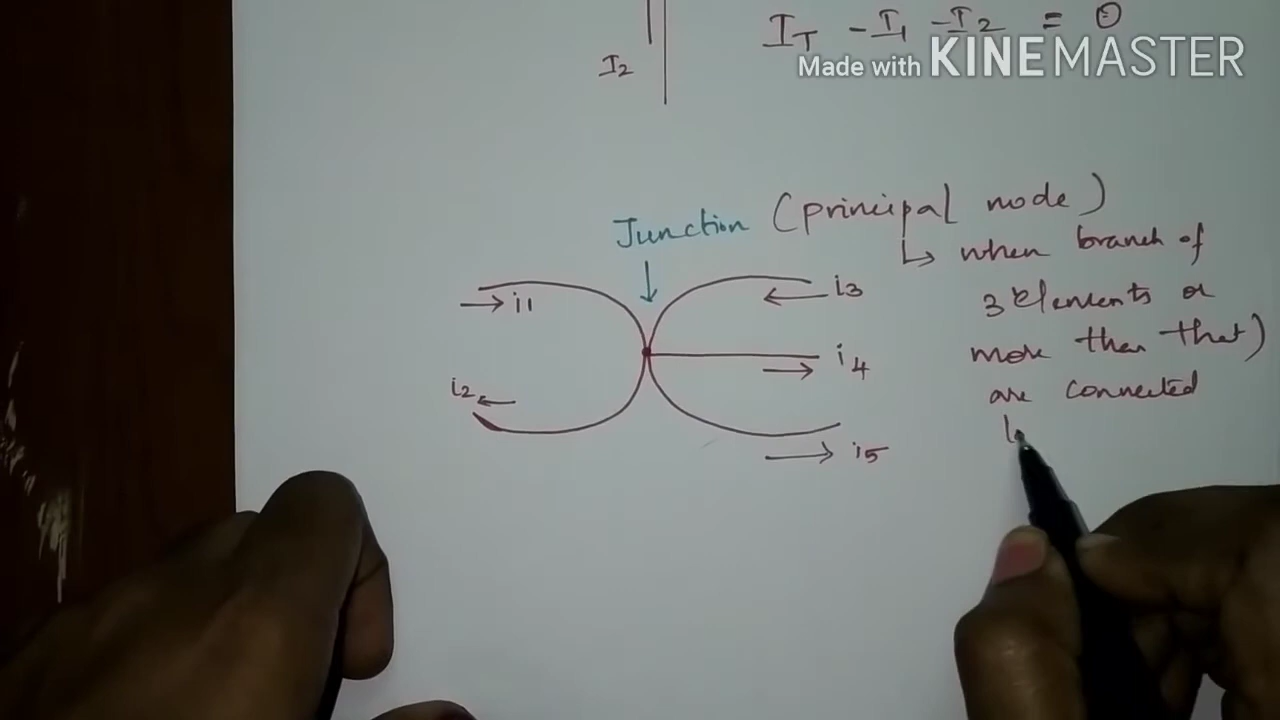 I_T - I_1 - I_2 = 0
I2
Made with KINEMASTER
Junction (principal node)
↳ when branch of
3 elements or
more than that)
are connected
i1
i2
i3
i4
i5